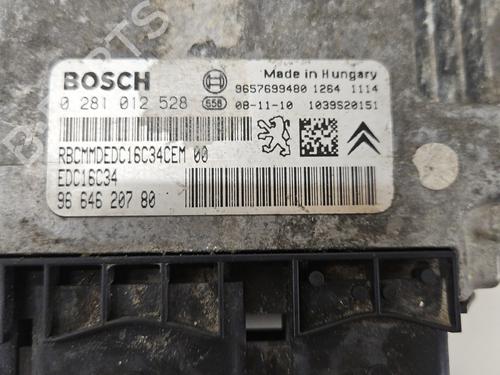 BOSCH
Made in Hungary
9657699480 1264 1114
0 281 012 528 658 08-11-10 1039S20151
RBCMMDEDC16C34CEM 00
EDC16C34
96 646 207 80